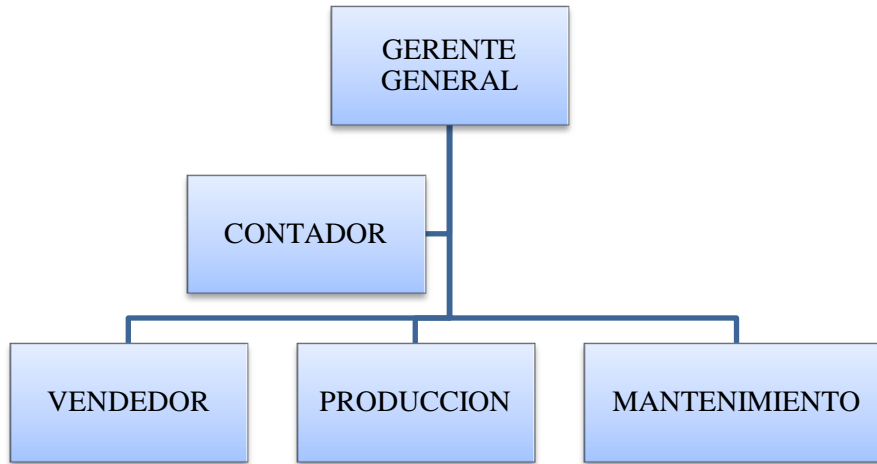 GERENTE
GENERAL
CONTADOR
VENDEDOR
PRODUCCION
MANTENIMIENTO